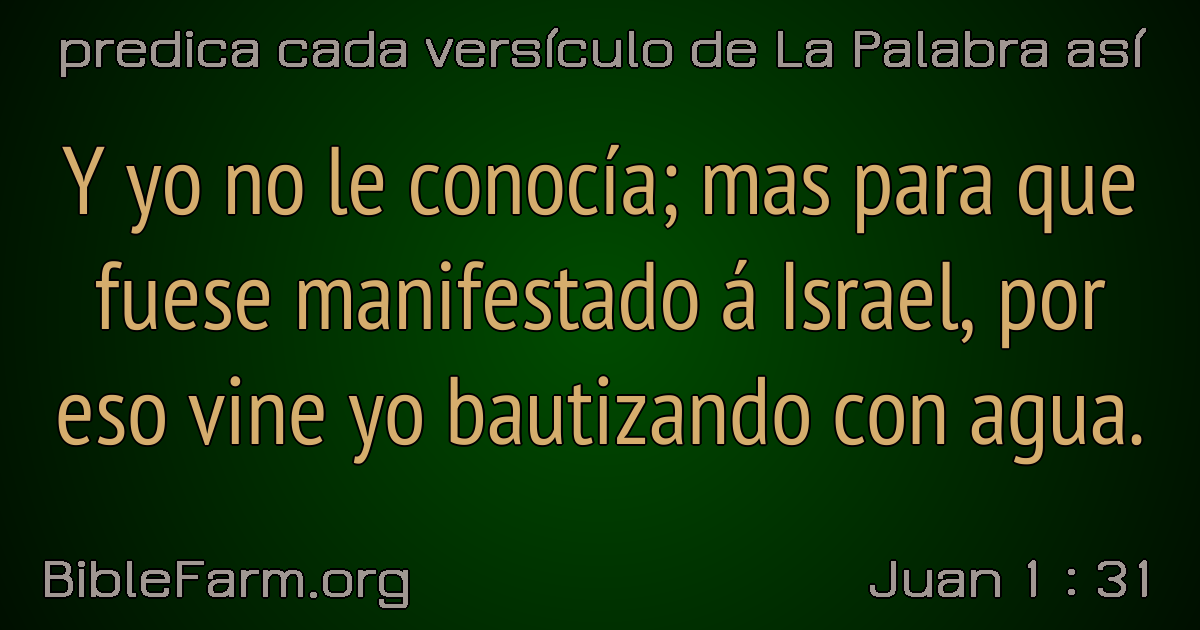 predica cada versículo de La Palabra así
Y yo no le conocía; mas para que
fuese manifestado á Israel, por
eso vine yo bautizando con agua.
BibleFarm.org
Juan 1 : 31